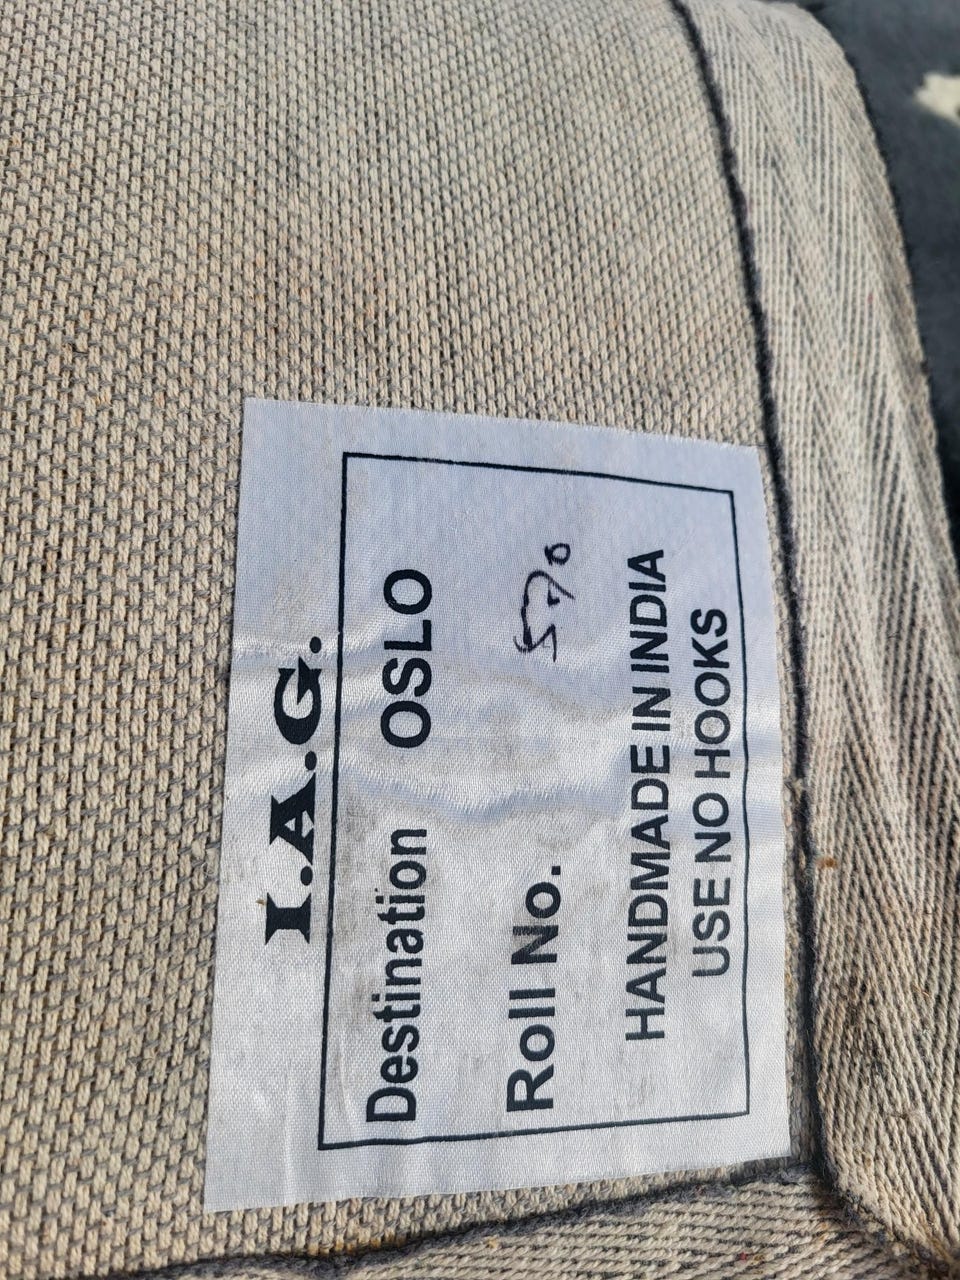 I.A.G.
Destination OSLO
Roll No. 570
HANDMADE IN INDIA
USE NO HOOKS